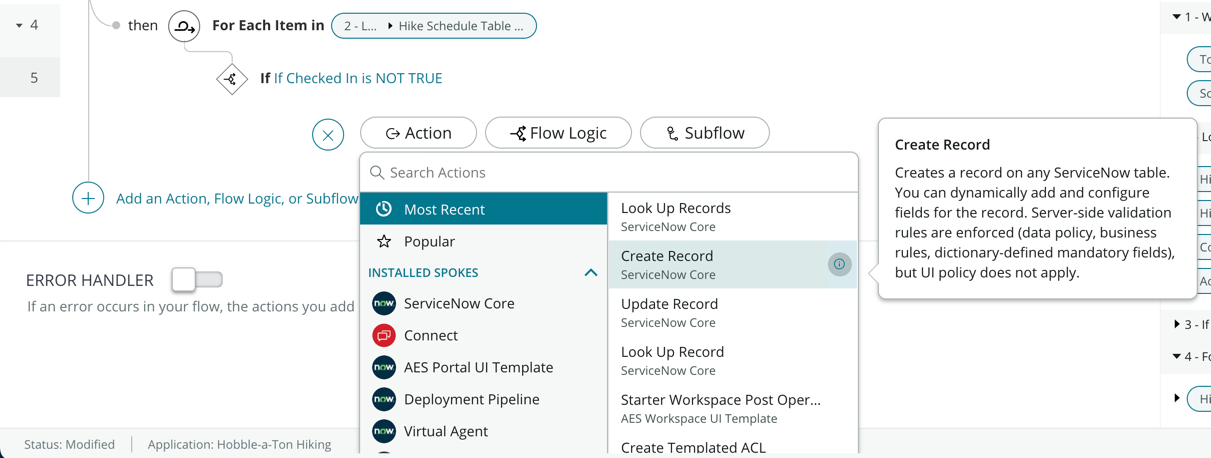 4
then
For Each Item in
2 - L... ▸ Hike Schedule Table ...
1 - W
5
If If Checked In is NOT TRUE
To
Sc
Action
Flow Logic
Subflow
Search Actions
Add an Action, Flow Logic, or Subflow
Most Recent
Popular
INSTALLED SPOKES
ServiceNow Core
Connect
AES Portal UI Template
Deployment Pipeline
Virtual Agent
Look Up Records
ServiceNow Core
Create Record
ServiceNow Core
Update Record
ServiceNow Core
Look Up Record
ServiceNow Core
Starter Workspace Post Oper...
AES Workspace UI Template
Create Templated ACL
Create Record
Creates a record on any ServiceNow table.
You can dynamically add and configure
fields for the record. Server-side validation
rules are enforced (data policy, business
rules, dictionary-defined mandatory fields),
but UI policy does not apply.
Lo
Hi
Hi
Co
Ac
3 - If
4 - Fo
Hi
ERROR HANDLER
If an error occurs in your flow, the actions you add
now
now
now
now
Status: Modified
Application: Hobble-a-Ton Hiking